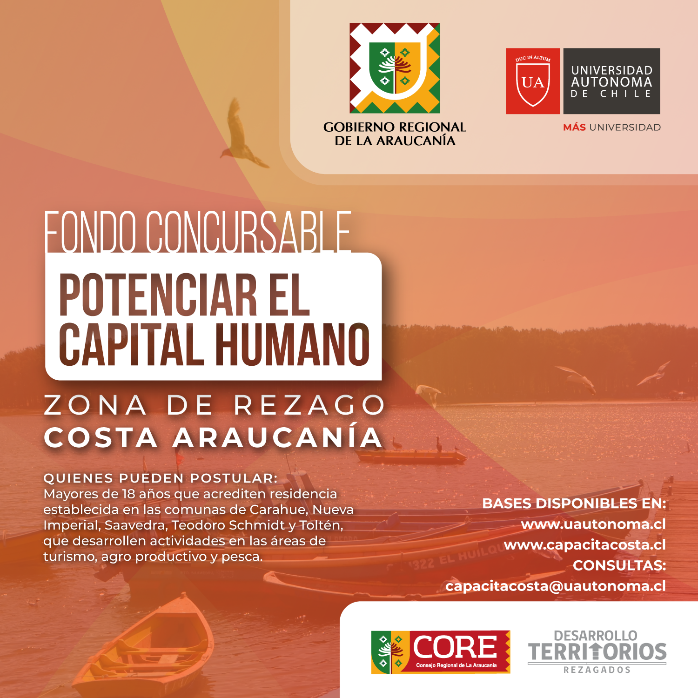 GOBIERNO REGIONAL
DE LA ARAUCANÍA
DUC IN ALTUM
UA
UNIVERSIDAD
AUTONOMA
DE CHILE
MÁS UNIVERSIDAD
FONDO CONCURSABLE
POTENCIAR EL
CAPITAL HUMANO
ZONA DE REZAGO
COSTA ARAUCANÍA
QUIENES PUEDEN POSTULAR:
Mayores de 18 años que acrediten residencia
establecida en las comunas de Carahue, Nueva
Imperial, Saavedra, Teodoro Schmidt y Toltén,
que desarrollen actividades en las áreas de
turismo, agro productivo y pesca.
BASES DISPONIBLES EN:
www.uautonoma.cl
www.capacitacosta.cl
CONSULTAS:
capacitacosta@uautonoma.cl
CORE
Consejo Regional de La Araucanía
DESARROLLO
TERRITORIOS
REZAGADOS